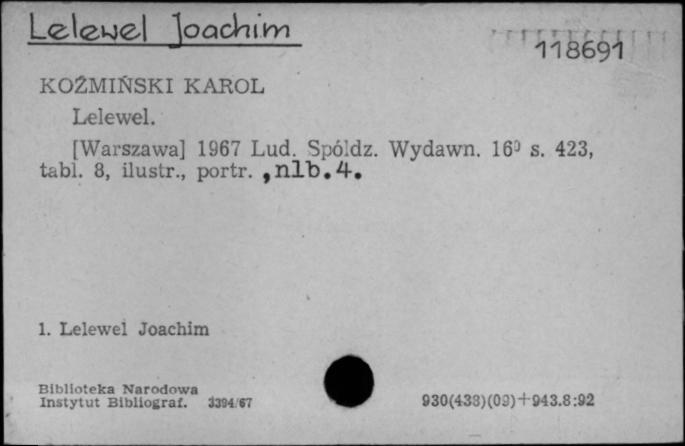 Lelewel Joachim
118691
KOŹMIŃSKI KAROL
Lelewel.
[Warszawa] 1967 Lud. Spółdz. Wydawn. 16⁰ s. 423,
tabl. 8, ilustr., portr. , nlb. 4.
1. Lelewel Joachim
Biblioteka Narodowa
Instytut Bibliograf. 3394/67
930(438)(09)+943.8:92